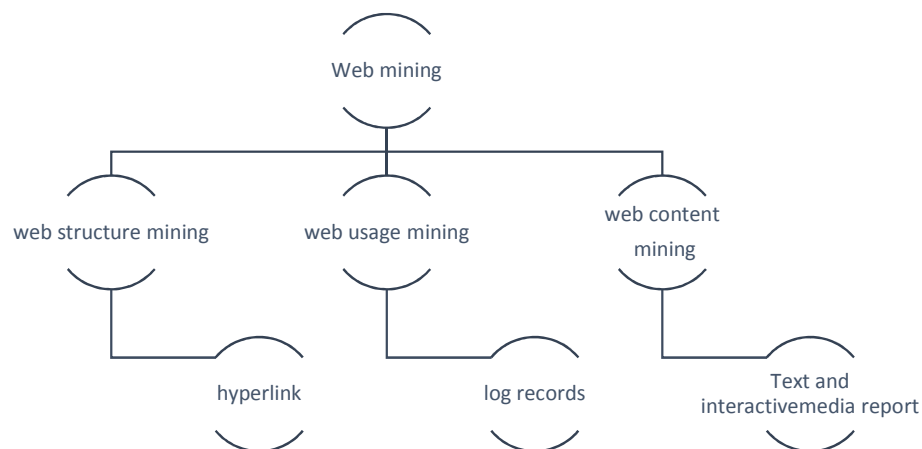 Web mining
web structure mining
web usage mining
web content
mining
hyperlink
log records
Text and
interactivemedia report